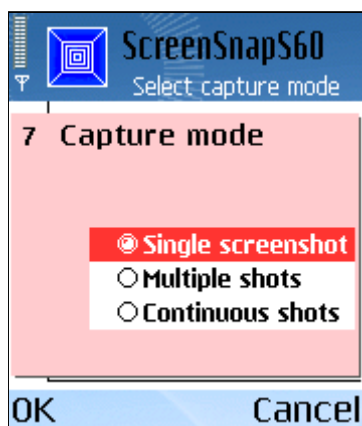 ScreenSnapS60
Select capture mode
7 Capture mode
Single screenshot
Multiple shots
Continuous shots
OK Cancel